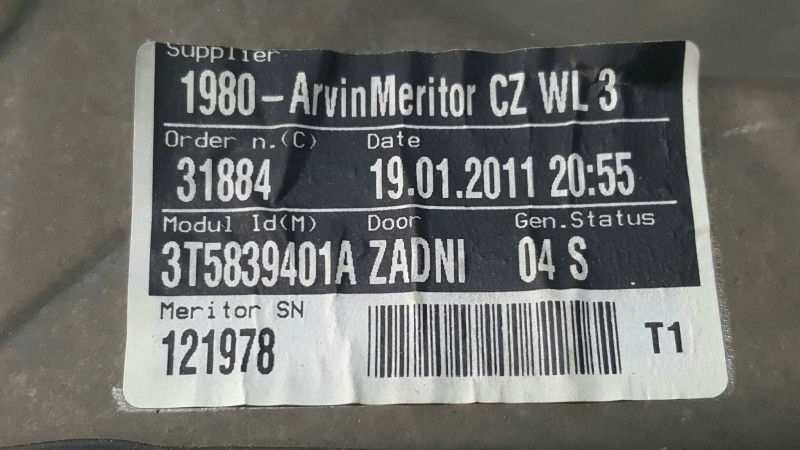 Supplier
1980-ArvinMeritor CZ WL 3
Order n.(C) Date
31884 19.01.2011 20:55
Modul Id(M) Door Gen.Status
3T5839401A ZADNI 04 S
Meritor SN
121978 T1